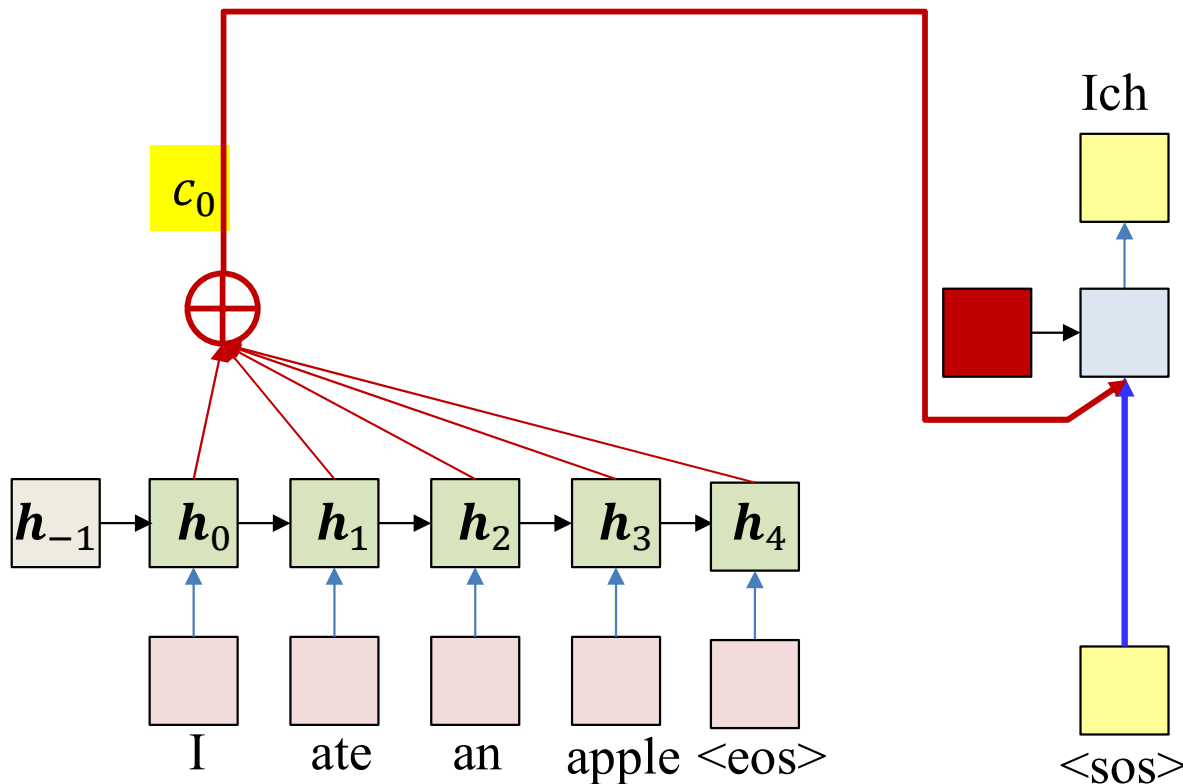 Ich
c₀
h₋₁ h₀ h₁ h₂ h₃ h₄
I ate an apple <eos> <sos>